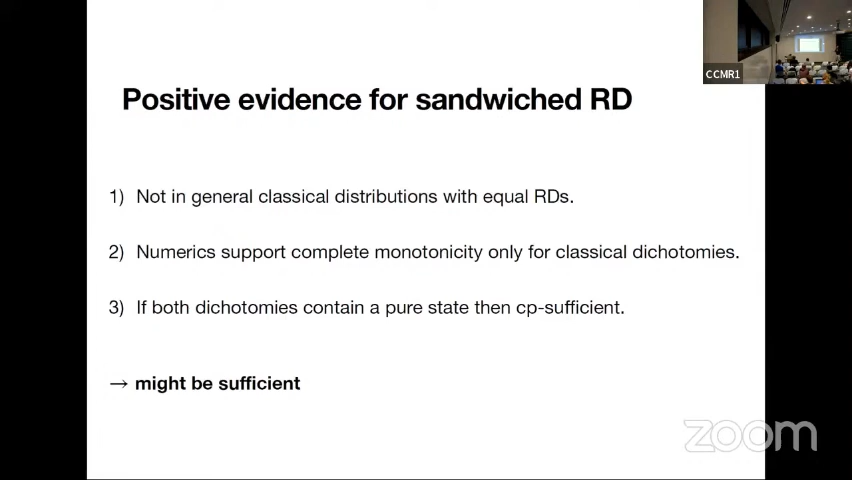 CCMR1
Positive evidence for sandwiched RD
1) Not in general classical distributions with equal RDs.
2) Numerics support complete monotonicity only for classical dichotomies.
3) If both dichotomies contain a pure state then cp-sufficient.
→ might be sufficient
zoom